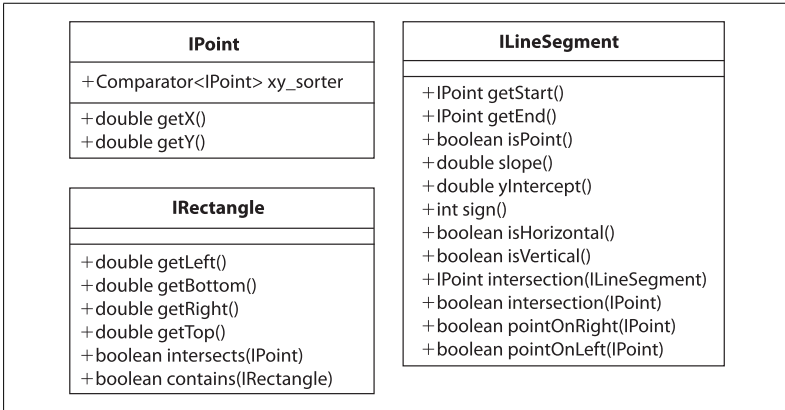 IPoint
+Comparator<IPoint> xy_sorter
+double getX()
+double getY()
IRectangle
+double getLeft()
+double getBottom()
+double getRight()
+double getTop()
+boolean intersects(IPoint)
+boolean contains(IRectangle)
ILineSegment
+IPoint getStart()
+IPoint getEnd()
+boolean isPoint()
+double slope()
+double yIntercept()
+int sign()
+boolean isHorizontal()
+boolean isVertical()
+IPoint intersection(ILineSegment)
+boolean intersection(IPoint)
+boolean pointOnRight(IPoint)
+boolean pointOnLeft(IPoint)